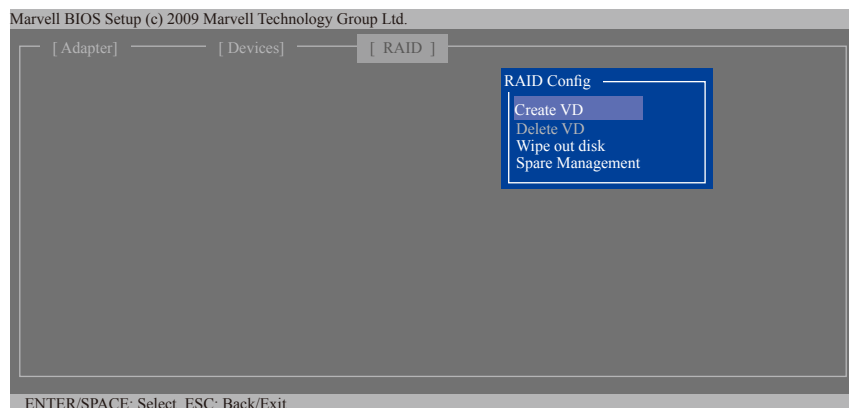 Marvell BIOS Setup (c) 2009 Marvell Technology Group Ltd.
[ Adapter] [ Devices] [ RAID ]
RAID Config
Create VD
Delete VD
Wipe out disk
Spare Management
ENTER/SPACE: Select ESC: Back/Exit